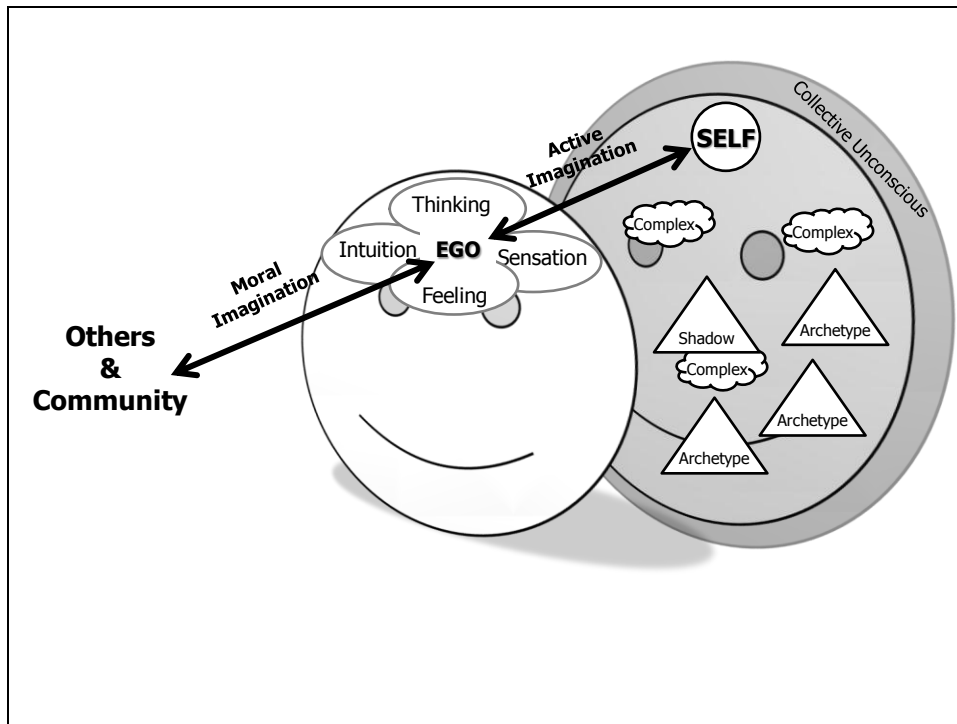 Collective Unconscious
SELF
Active
Imagination
Complex
Complex
Thinking
Intuition
EGO
Sensation
Feeling
Moral
Imagination
Shadow
Archetype
Complex
Others
&
Community
Archetype
Archetype